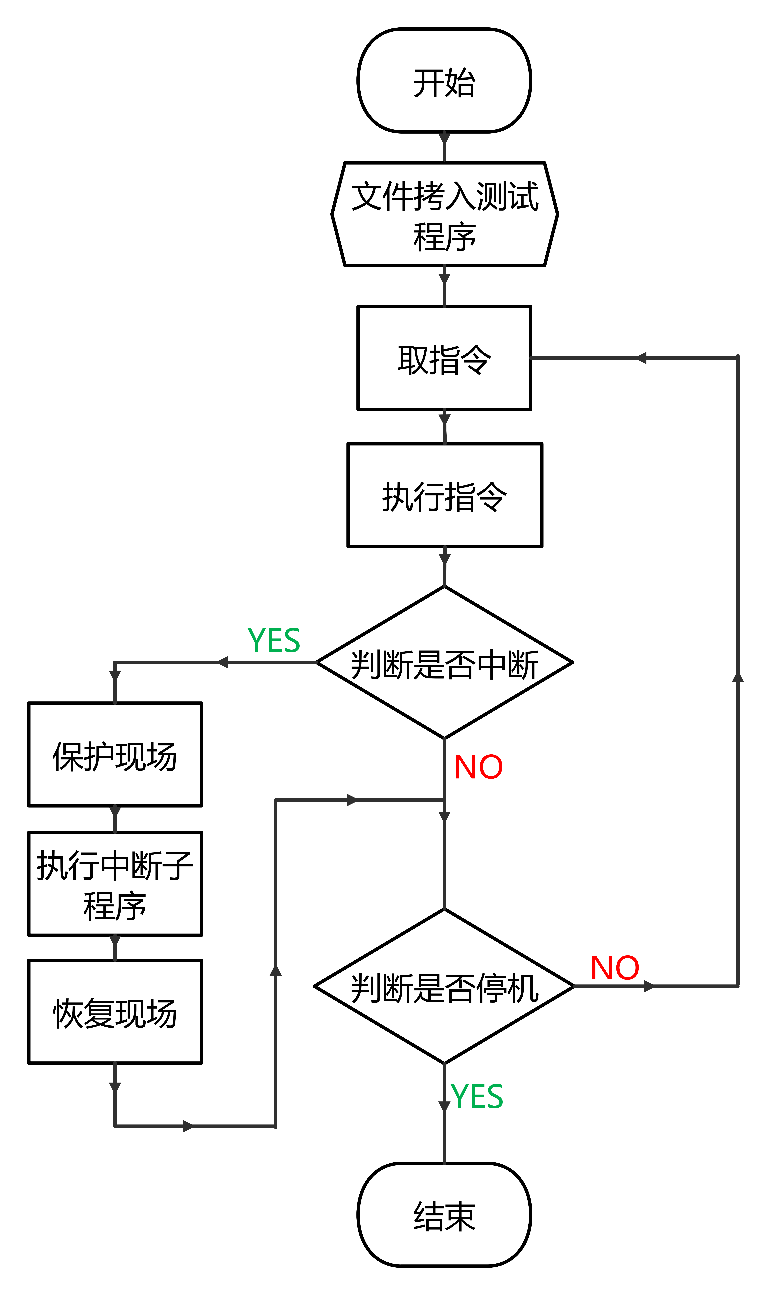 开始
文件拷入测试
程序
取指令
执行指令
YES
判断是否中断
保护现场
NO
执行中断子
程序
恢复现场
判断是否停机
NO
YES
结束